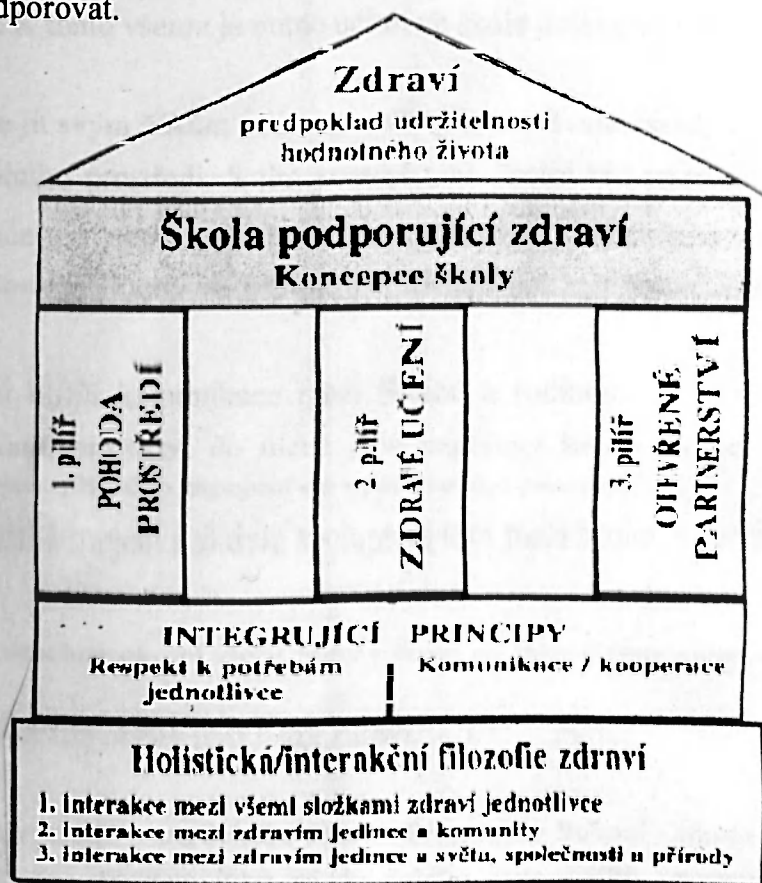 dporovat.
Zdraví
předpoklad udržitelnosti
hodnotného života
Škola podporující zdraví
Koncepce školy
1. pilíř
POHODA
PROSTŘEDÍ
2. pilíř
ZDRAVÉ UČENÍ
3. pilíř
OTEVŘENÉ
PARTNERSTVÍ
INTEGRUJÍCÍ PRINCIPY
Respekt k potřebám
jednotlivce
Komunikace / kooperace
Holistická/interakční filozofie zdraví
1. Interakce mezi všemi složkami zdraví jednotlivce
2. Interakce mezi zdravím jedince a komunity
3. Interakce mezi zdravím jedince a světa, společnosti a přírody